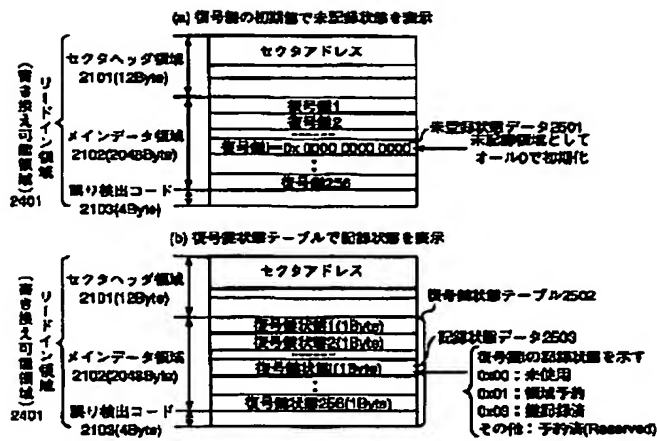 (a) 復号鍵の初期値で未記録状態を表示
リードイン領域
(書き換え可能領域)
2401
セクタヘッダ領域
2101(12Byte)
メインデータ領域
2102(2048Byte)
誤り検出コード
2103(4Byte)
セクタアドレス
復号鍵1
復号鍵2
復号鍵i=0x 0000 0000 0000
復号鍵256
未登録状態データ2501
未記録領域として
オール0で初期化
(b) 復号鍵状態テーブルで記録状態を表示
リードイン領域
(書き換え可能領域)
2401
セクタヘッダ領域
2101(12Byte)
メインデータ領域
2102(2048Byte)
誤り検出コード
2103(4Byte)
セクタアドレス
復号鍵状態1(1Byte)
復号鍵状態2(1Byte)
復号鍵状態i(1Byte)
復号鍵状態256(1Byte)
復号鍵状態テーブル2502
記録状態データ2503
復号鍵iの記録状態を示す
0x00:未使用
0x01:領域予約
0x03:鍵記録済
その他:予約済(Reserved)